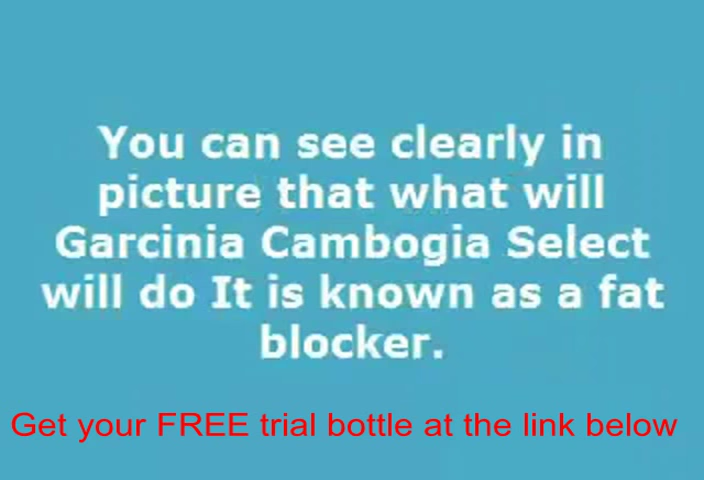 You can see clearly in
picture that what will
Garcinia Cambogia Select
will do It is known as a fat
blocker.
Get your FREE trial bottle at the link below